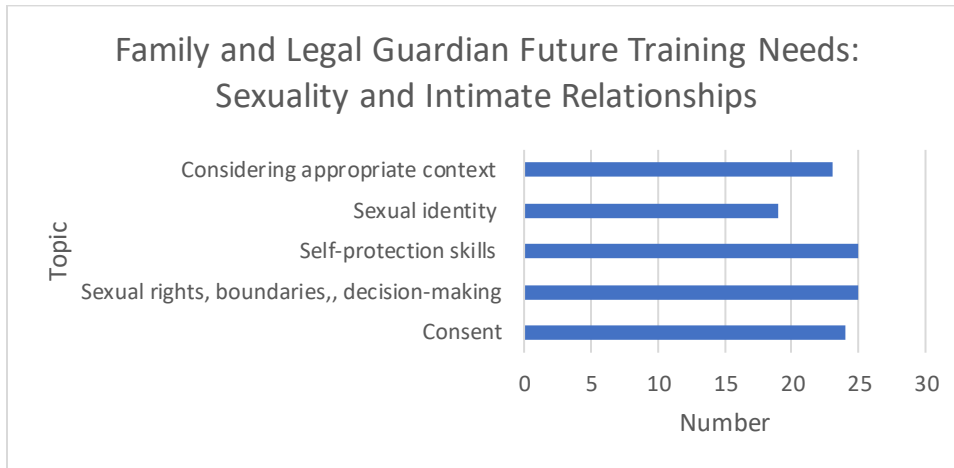 Family and Legal Guardian Future Training Needs:
Sexuality and Intimate Relationships
Topic
Considering appropriate context
Sexual identity
Self-protection skills
Sexual rights, boundaries,, decision-making
Consent
0 5 10 15 20 25 30
Number